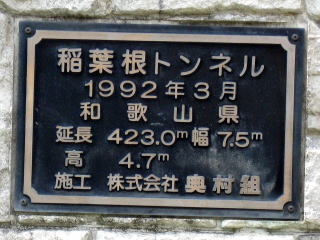 稲葉根トンネル
1992年3月
和歌山県
延長 423.0m 幅 7.5m
高 4.7m
施工 株式会社 奥村組